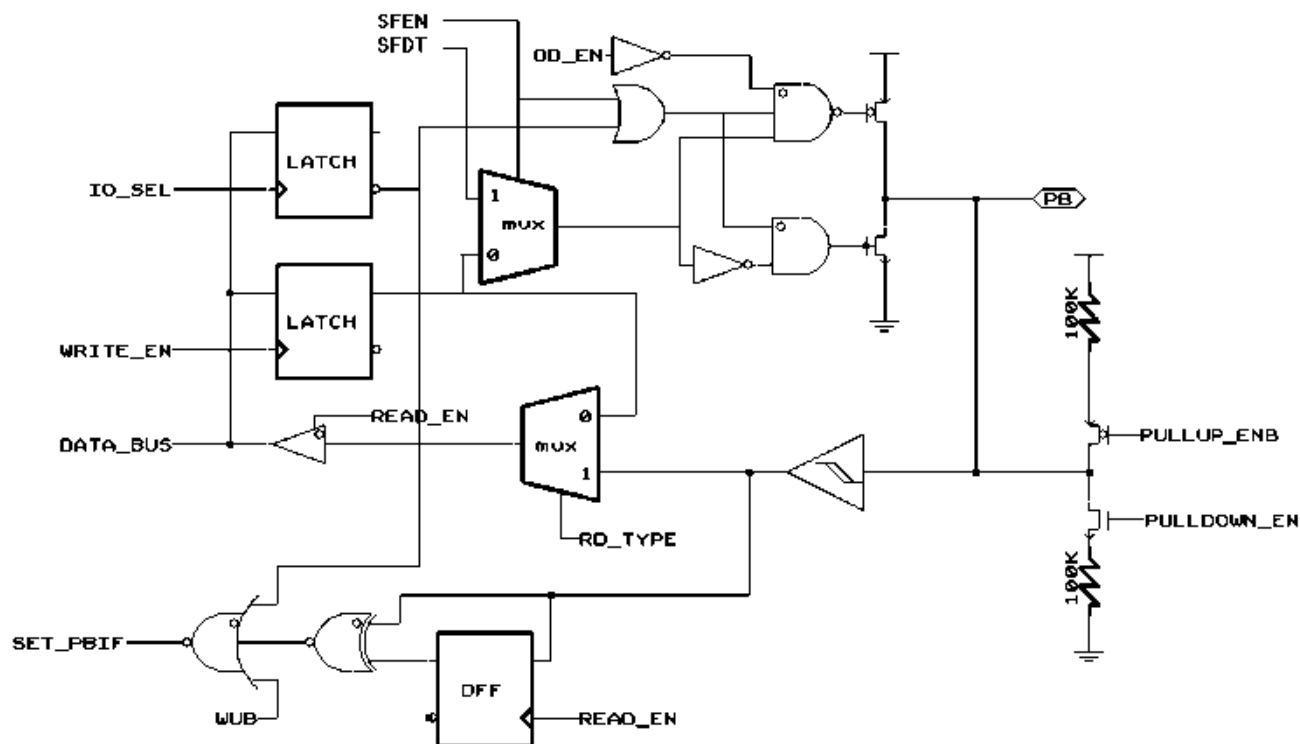 SFEN
SFDT
OD_EN
LATCH
IO_SEL
1
mux
PB
0
LATCH
100K
WRITE_EN
READ_EN
0
DATA_BUS
mux
PULLUP_ENB
1
PULLDOWN_EN
RD_TYPE
100K
SET_PBIF
DFF
WUB
READ_EN